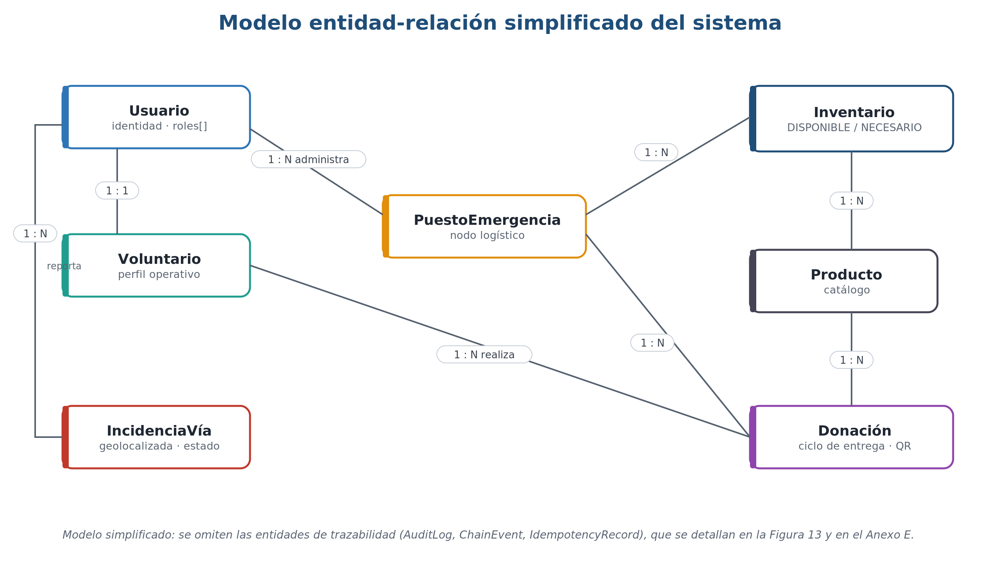 Modelo entidad-relación simplificado del sistema
Usuario
identidad · roles[]
Inventario
DISPONIBLE / NECESARIO
1 : N
1 : N administra
1 : 1
1 : N
PuestoEmergencia
nodo logístico
1 : N
Voluntario
perfil operativo
reporta
Producto
catálogo
1 : N
1 : N realiza
1 : N
IncidenciaVía
geolocalizada · estado
Donación
ciclo de entrega · QR
Modelo simplificado: se omiten las entidades de trazabilidad (AuditLog, ChainEvent, IdempotencyRecord), que se detallan en la Figura 13 y en el Anexo E.